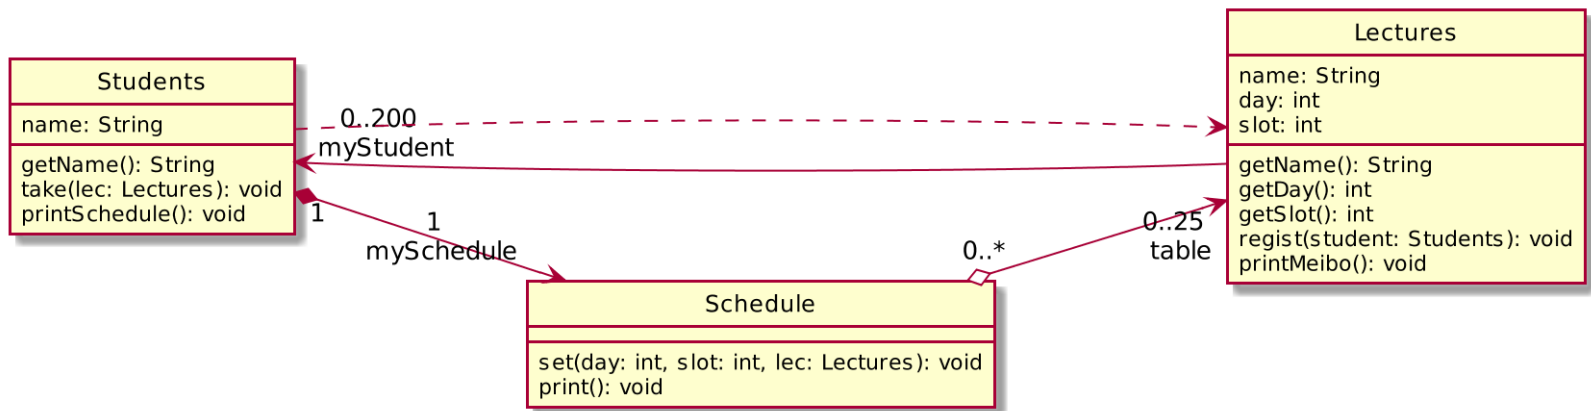 Students
name: String
getName(): String
take(lec: Lectures): void
printSchedule(): void
0..200
myStudent
1
1
mySchedule
Schedule
set(day: int, slot: int, lec: Lectures): void
print(): void
0..*
0..25
table
Lectures
name: String
day: int
slot: int
getName(): String
getDay(): int
getSlot(): int
regist(student: Students): void
printMeibo(): void